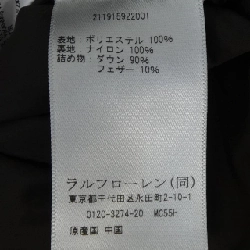 211915922001
表地 ポリエステル 100%
裏地 ナイロン 100%
詰め物 ダウン 90%
フェザー 10%
ラルフローレン(同)
東京都千代田区永田町2-10-1
0120-3274-20 MCSSH
原産国 中国